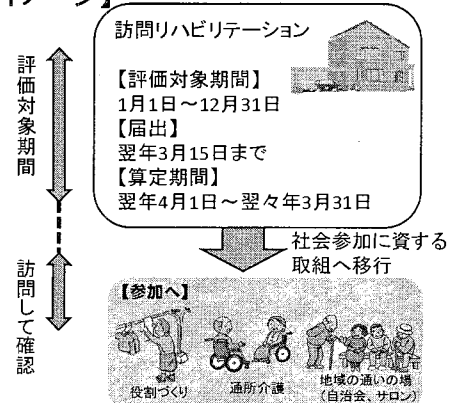 訪問リハビリテーション
【評価対象期間】
1月1日～12月31日
【届出】
翌年3月15日まで
【算定期間】
翌年4月1日～翌々年3月31日
評価対象期間
社会参加に資する
取組へ移行
訪問して確認
【参加へ】
役割づくり
通所介護
地域の通いの場
（自治会、サロン）